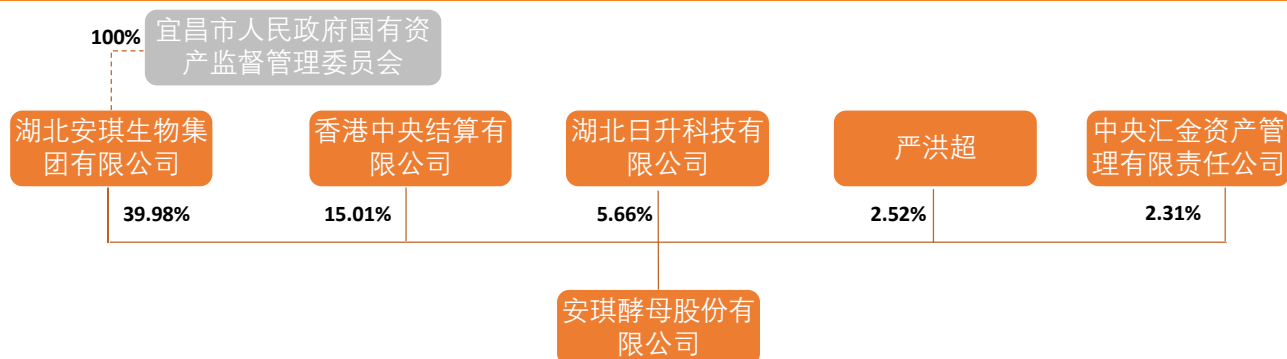 100%
宜昌市人民政府国有资
产监督管理委员会
湖北安琪生物集
团有限公司
香港中央结算有
限公司
湖北日升科技有
限公司
严洪超
中央汇金资产管
理有限责任公司
39.98%
15.01%
5.66%
2.52%
2.31%
安琪酵母股份有
限公司